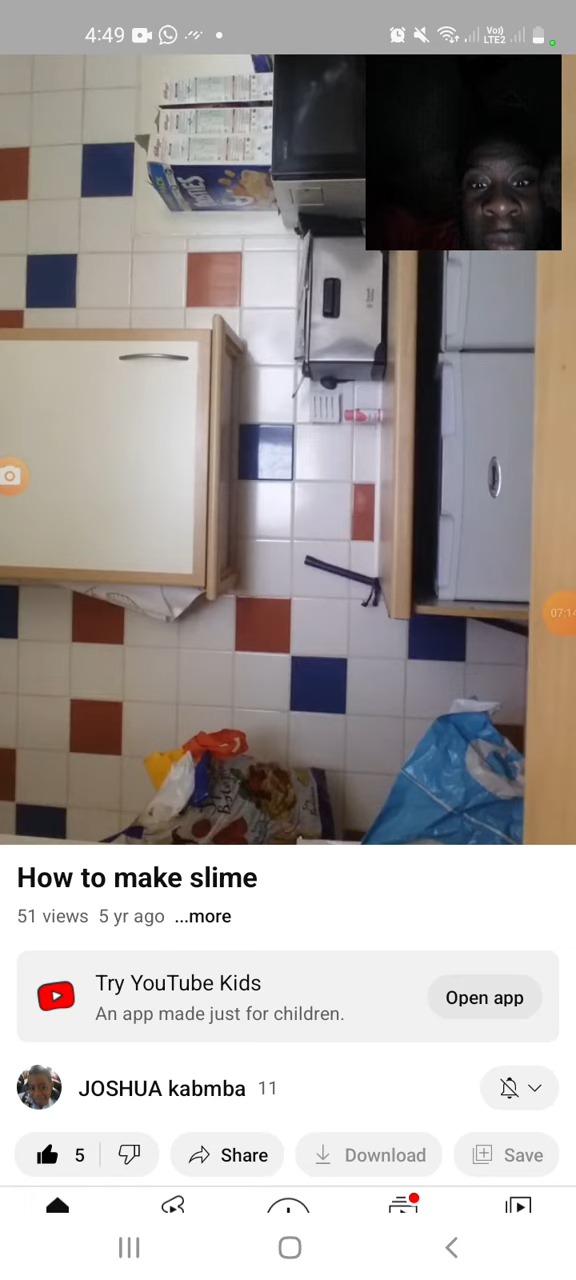 4:49
Vo))
LTE2
07:14
How to make slime
51 views 5 yr ago ...more
Try YouTube Kids
An app made just for children.
Open app
JOSHUA kabmba 11
5
Share
Download
Save